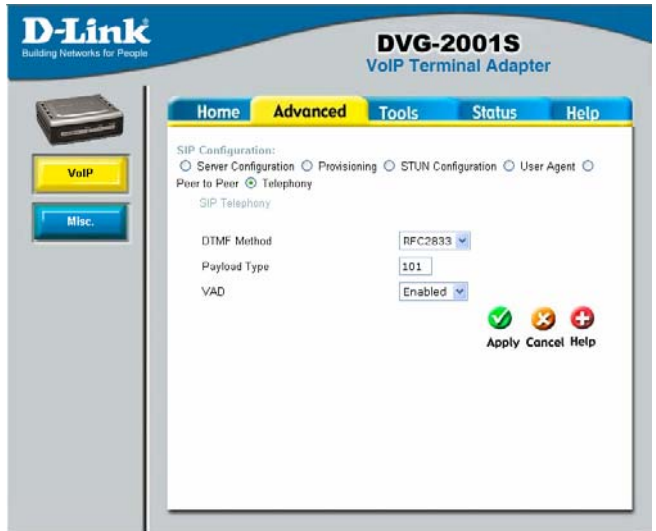 D-Link
Building Networks for People
DVG-2001S
VoIP Terminal Adapter
Home Advanced Tools Status Help
VoIP
Misc.
SIP Configuration:
Server Configuration Provisioning STUN Configuration User Agent
Peer to Peer Telephony
SIP Telephony
DTMF Method RFC2833
Payload Type 101
VAD Enabled
Apply Cancel Help